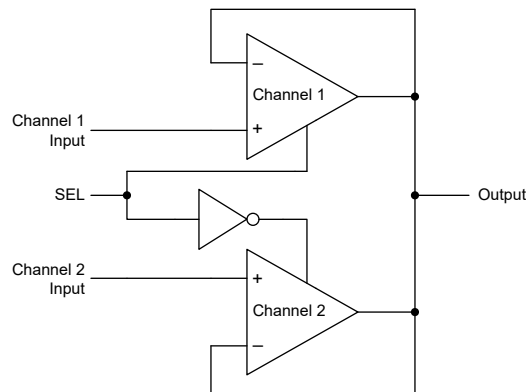 −
Channel 1
+
Channel 1
Input
SEL
Output
Channel 2
Input
+
Channel 2
−